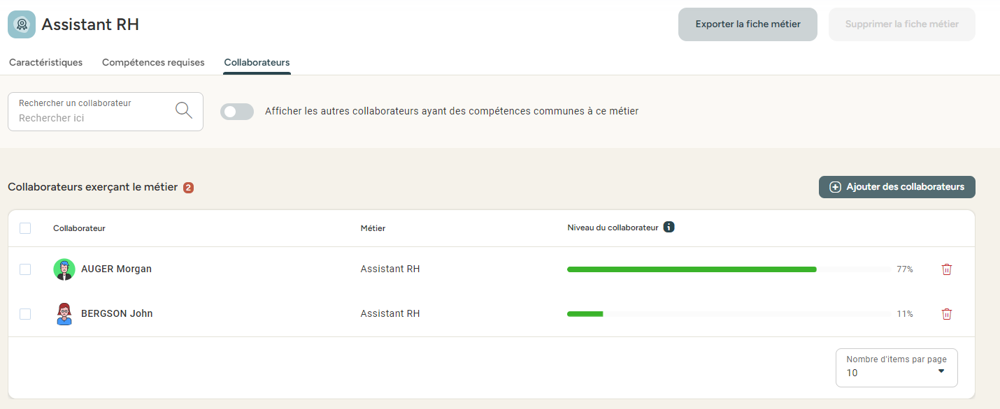 Assistant RH
Exporter la fiche métier
Supprimer la fiche métier
Caractéristiques
Compétences requises
Collaborateurs
Rechercher un collaborateur
Rechercher ici
Afficher les autres collaborateurs ayant des compétences communes à ce métier
Collaborateurs exerçant le métier 2
Ajouter des collaborateurs
Collaborateur
Métier
Niveau du collaborateur
AUGER Morgan
Assistant RH
77%
BERGSON John
Assistant RH
11%
Nombre d'items par page
10